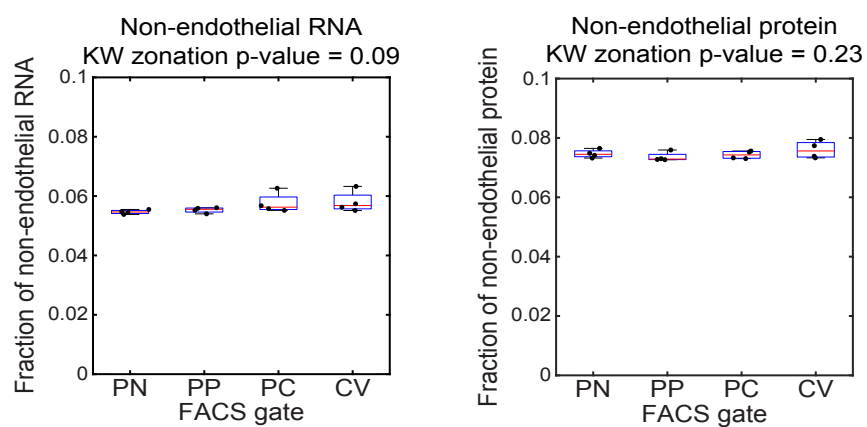 Non-endothelial RNA
KW zonation p-value = 0.09
Fraction of non-endothelial RNA
0.1
0.08
0.06
0.04
0.02
0
PN PP PC CV
FACS gate
Non-endothelial protein
KW zonation p-value = 0.23
Fraction of non-endothelial protein
0.1
0.08
0.06
0.04
0.02
0
PN PP PC CV
FACS gate